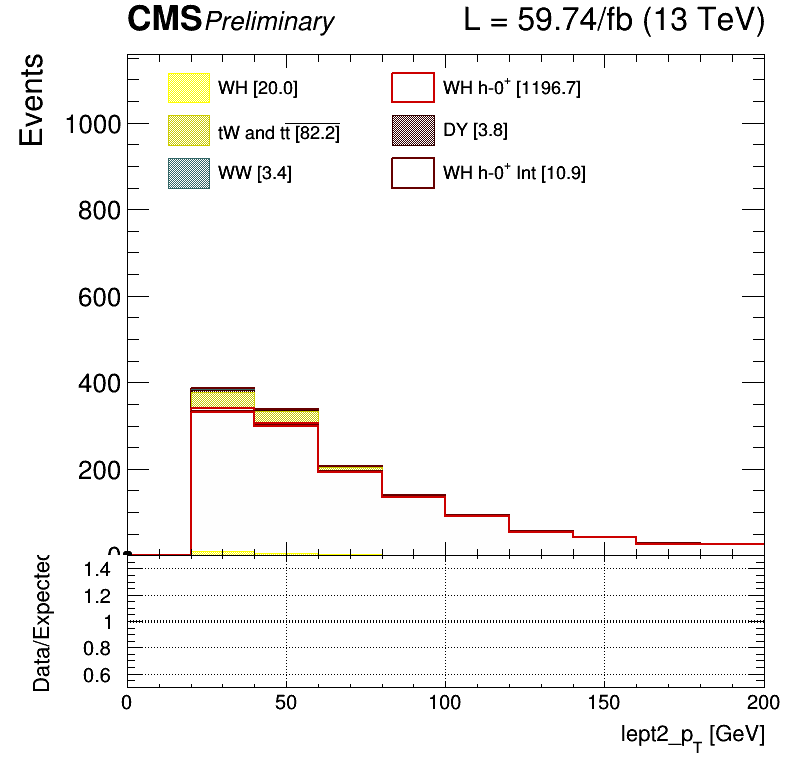 CMS Preliminary L = 59.74/fb (13 TeV)
Events
WH [20.0]
WH h-0+ [1196.7]
tW and tt [82.2]
DY [3.8]
WW [3.4]
WH h-0+ Int [10.9]
1000
800
600
400
200
0
Data/Expected
1.4
1.2
1
0.8
0.6
0 50 100 150 200
lept2_pT [GeV]